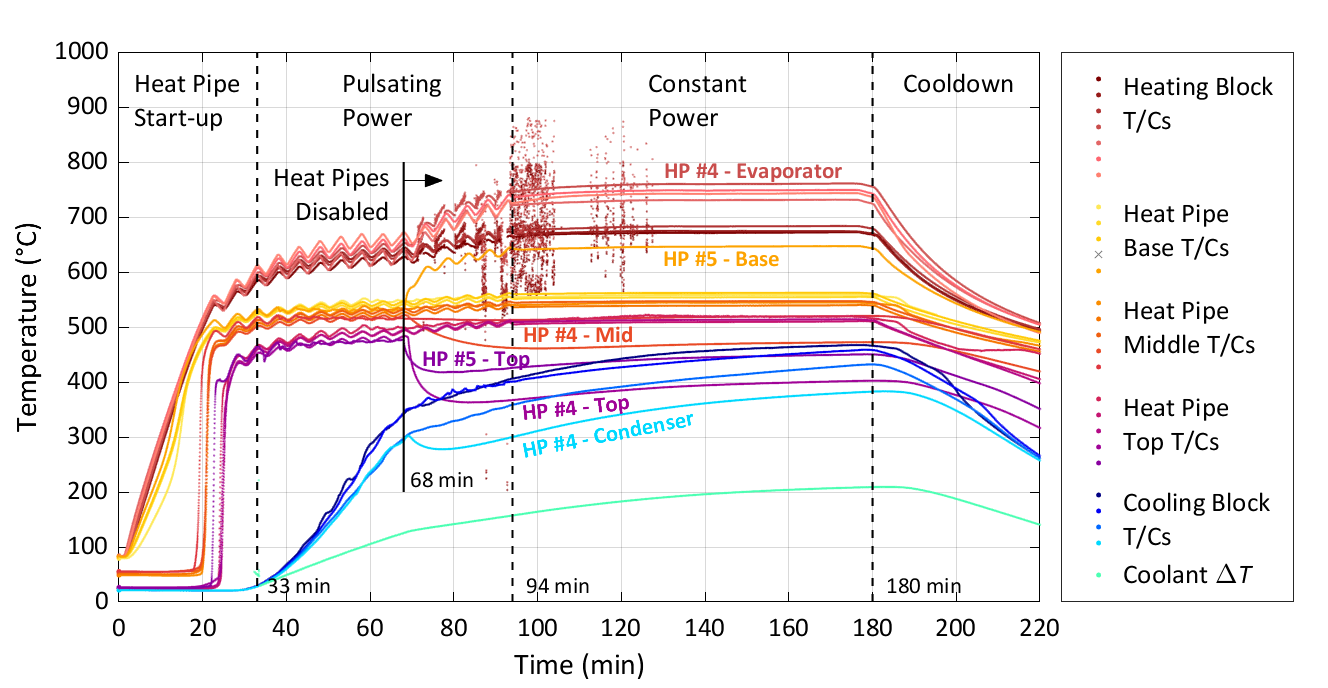 1000
900
800
700
600
500
400
300
200
100
0
Temperature (°C)
Heat Pipe
Start-up
Pulsating
Power
Constant
Power
Cooldown
Heat Pipes
Disabled
HP #4 - Evaporator
HP #5 - Base
HP #4 - Mid
HP #5 - Top
HP #4 - Top
HP #4 - Condenser
68 min
33 min
94 min
180 min
0 20 40 60 80 100 120 140 160 180 200 220
Time (min)
Heating Block
T/Cs
Heat Pipe
Base T/Cs
Heat Pipe
Middle T/Cs
Heat Pipe
Top T/Cs
Cooling Block
T/Cs
Coolant ΔT